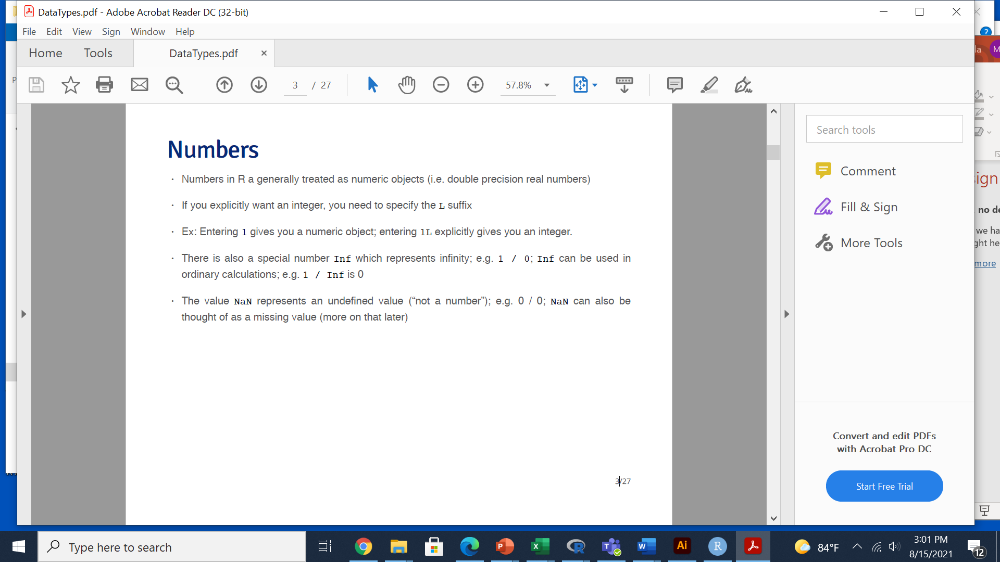 DataTypes.pdf - Adobe Acrobat Reader DC (32-bit)
File Edit View Sign Window Help
Home Tools DataTypes.pdf
3 / 27 57.8%
Search tools
Comment
Fill & Sign
More Tools
Convert and edit PDFs
with Acrobat Pro DC
Start Free Trial
Numbers
· Numbers in R a generally treated as numeric objects (i.e. double precision real numbers)
· If you explicitly want an integer, you need to specify the L suffix
· Ex: Entering 1 gives you a numeric object; entering 1L explicitly gives you an integer.
· There is also a special number Inf which represents infinity; e.g. 1 / 0; Inf can be used in
ordinary calculations; e.g. 1 / Inf is 0
· The value NaN represents an undefined value (“not a number”); e.g. 0 / 0; NaN can also be
thought of as a missing value (more on that later)
3/27
la M
ign
no de
we ha
ght he
more
Type here to search
84°F
3:01 PM
8/15/2021
12